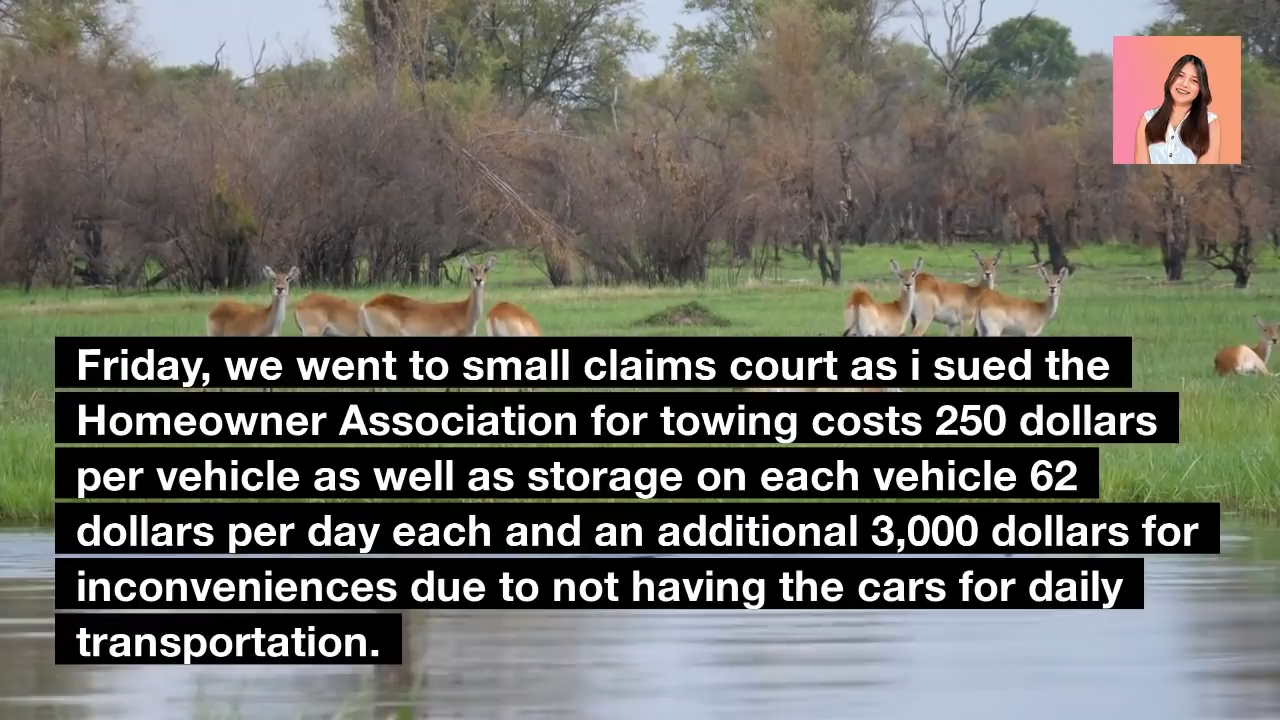 Friday, we went to small claims court as i sued the
Homeowner Association for towing costs 250 dollars
per vehicle as well as storage on each vehicle 62
dollars per day each and an additional 3,000 dollars for
inconveniences due to not having the cars for daily
transportation.